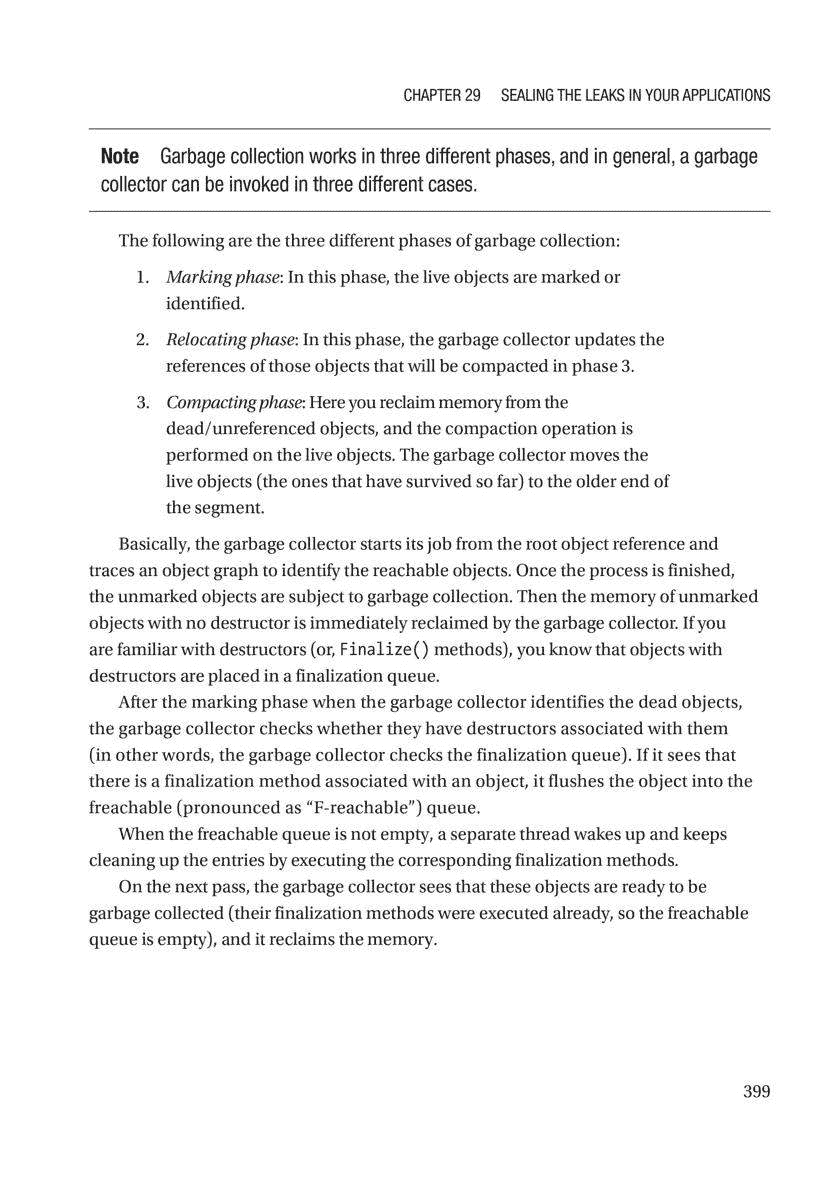 CHAPTER 29 SEALING THE LEAKS IN YOUR APPLICATIONS
Note Garbage collection works in three different phases, and in general, a garbage
collector can be invoked in three different cases.
The following are the three different phases of garbage collection:
1. Marking phase: In this phase, the live objects are marked or
identified.
2. Relocating phase: In this phase, the garbage collector updates the
references of those objects that will be compacted in phase 3.
3. Compacting phase: Here you reclaim memory from the
dead/unreferenced objects, and the compaction operation is
performed on the live objects. The garbage collector moves the
live objects (the ones that have survived so far) to the older end of
the segment.
Basically, the garbage collector starts its job from the root object reference and
traces an object graph to identify the reachable objects. Once the process is finished,
the unmarked objects are subject to garbage collection. Then the memory of unmarked
objects with no destructor is immediately reclaimed by the garbage collector. If you
are familiar with destructors (or, Finalize() methods), you know that objects with
destructors are placed in a finalization queue.
After the marking phase when the garbage collector identifies the dead objects,
the garbage collector checks whether they have destructors associated with them
(in other words, the garbage collector checks the finalization queue). If it sees that
there is a finalization method associated with an object, it flushes the object into the
freachable (pronounced as “F-reachable”) queue.
When the freachable queue is not empty, a separate thread wakes up and keeps
cleaning up the entries by executing the corresponding finalization methods.
On the next pass, the garbage collector sees that these objects are ready to be
garbage collected (their finalization methods were executed already, so the freachable
queue is empty), and it reclaims the memory.
399